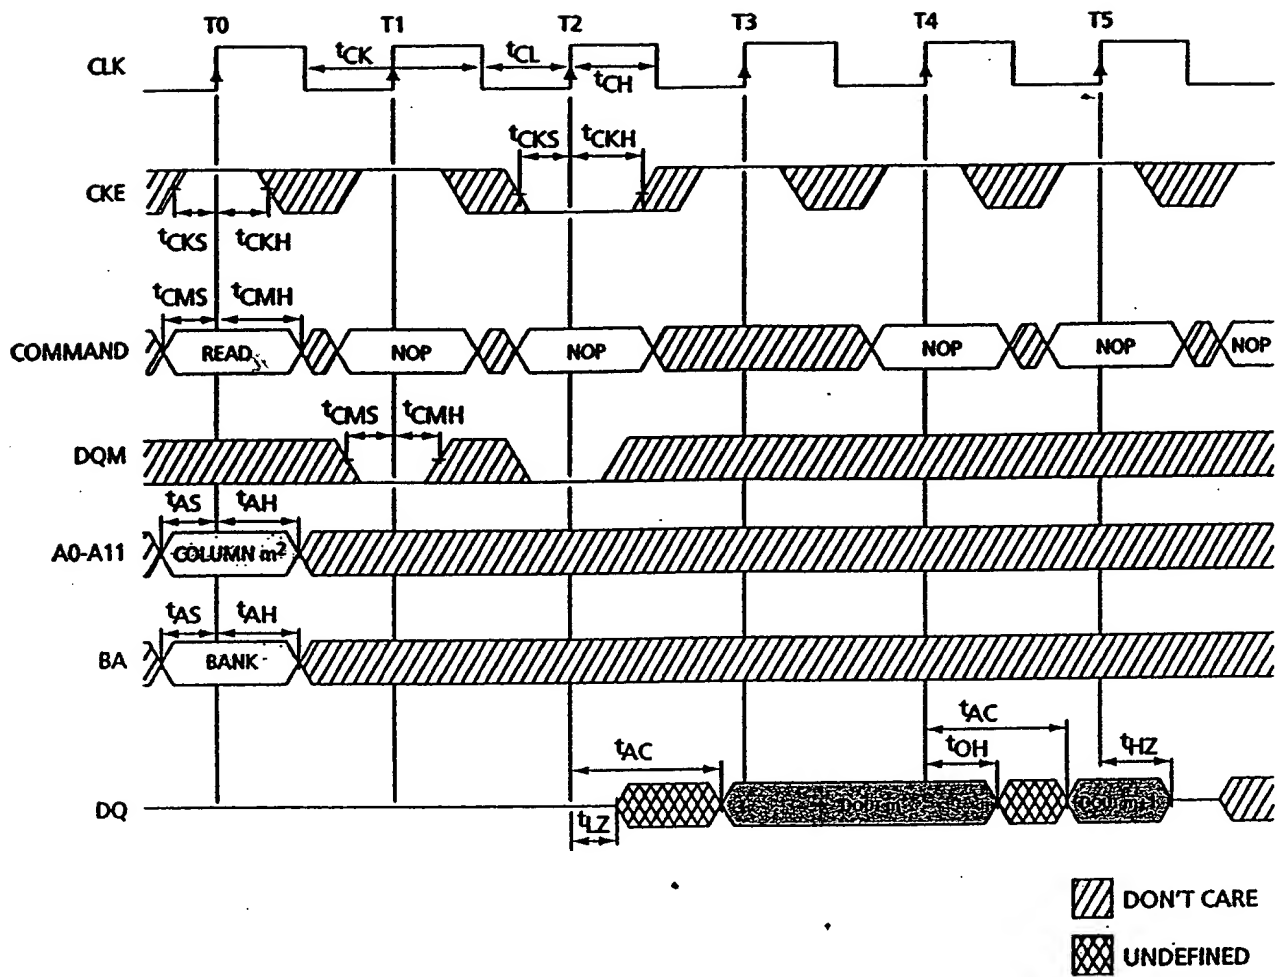 T0 T1 T2 T3 T4 T5
CLK tCK tCL tCH
tCKS tCKH
CKE
tCKS tCKH
tCMS tCMH
COMMAND READ NOP NOP NOP NOP NOP
tCMS tCMH
DQM
tAS tAH
A0-A11 COLUMN m2
tAS tAH
BA BANK
tAC tAC tOH tHZ
DQ
tLZ
DON'T CARE
UNDEFINED